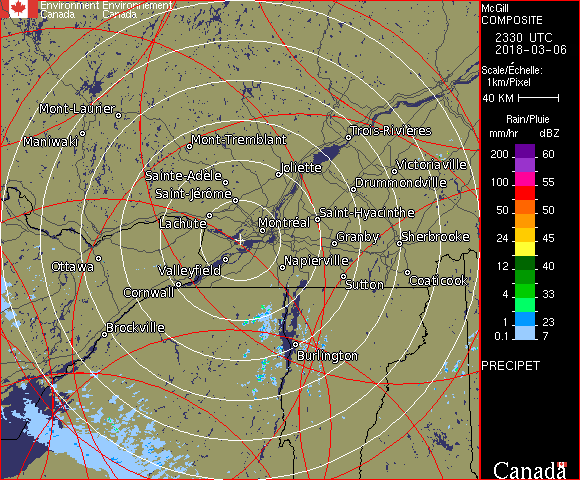 Environment Environnement
Canada Canada
McGill
COMPOSITE
2330 UTC
2018-03-06
Scale/Échelle:
1km/Pixel
40 KM
Rain/Pluie
mm/hr dBZ
200 60
100 55
50 50
24 45
12 40
4 33
1 23
0.1 7
PRECIPET
Canada
Mont-Laurier
Maniwaki
Mont-Tremblant
Trois-Rivières
Sainte-Adèle
Joliette
Victoriaville
Saint-Jérôme
Drummondville
Lachute
Montréal
Saint-Hyacinthe
Granby
Sherbrooke
Ottawa
Valleyfield
Napierville
Cornwall
Sutton
Coaticook
Brockville
Burlington